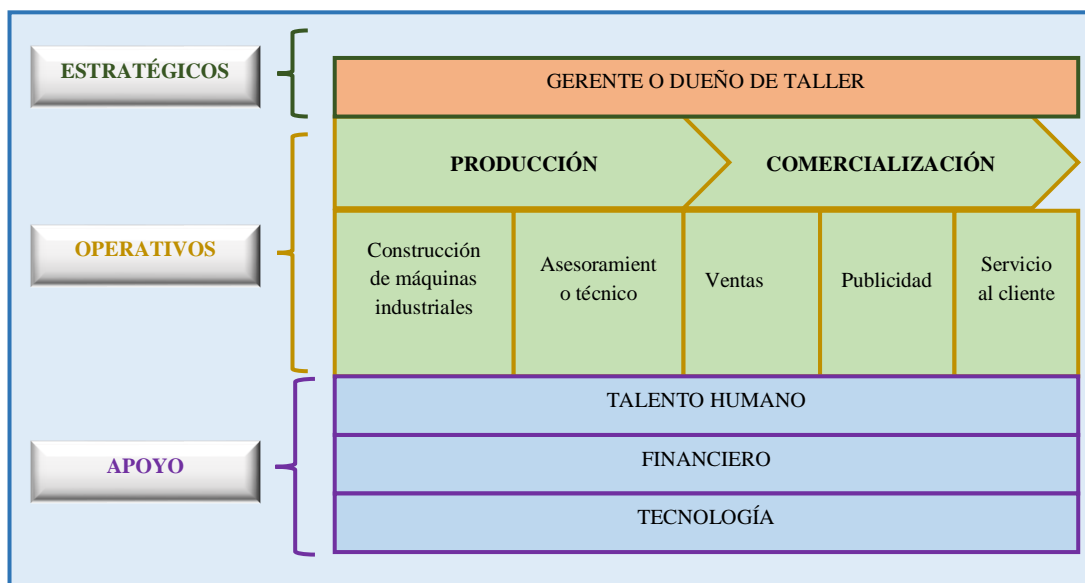 ESTRATÉGICOS
GERENTE O DUEÑO DE TALLER
PRODUCCIÓN
COMERCIALIZACIÓN
OPERATIVOS
Construcción
de máquinas
industriales
Asesoramient
o técnico
Ventas
Publicidad
Servicio
al cliente
APOYO
TALENTO HUMANO
FINANCIERO
TECNOLOGÍA